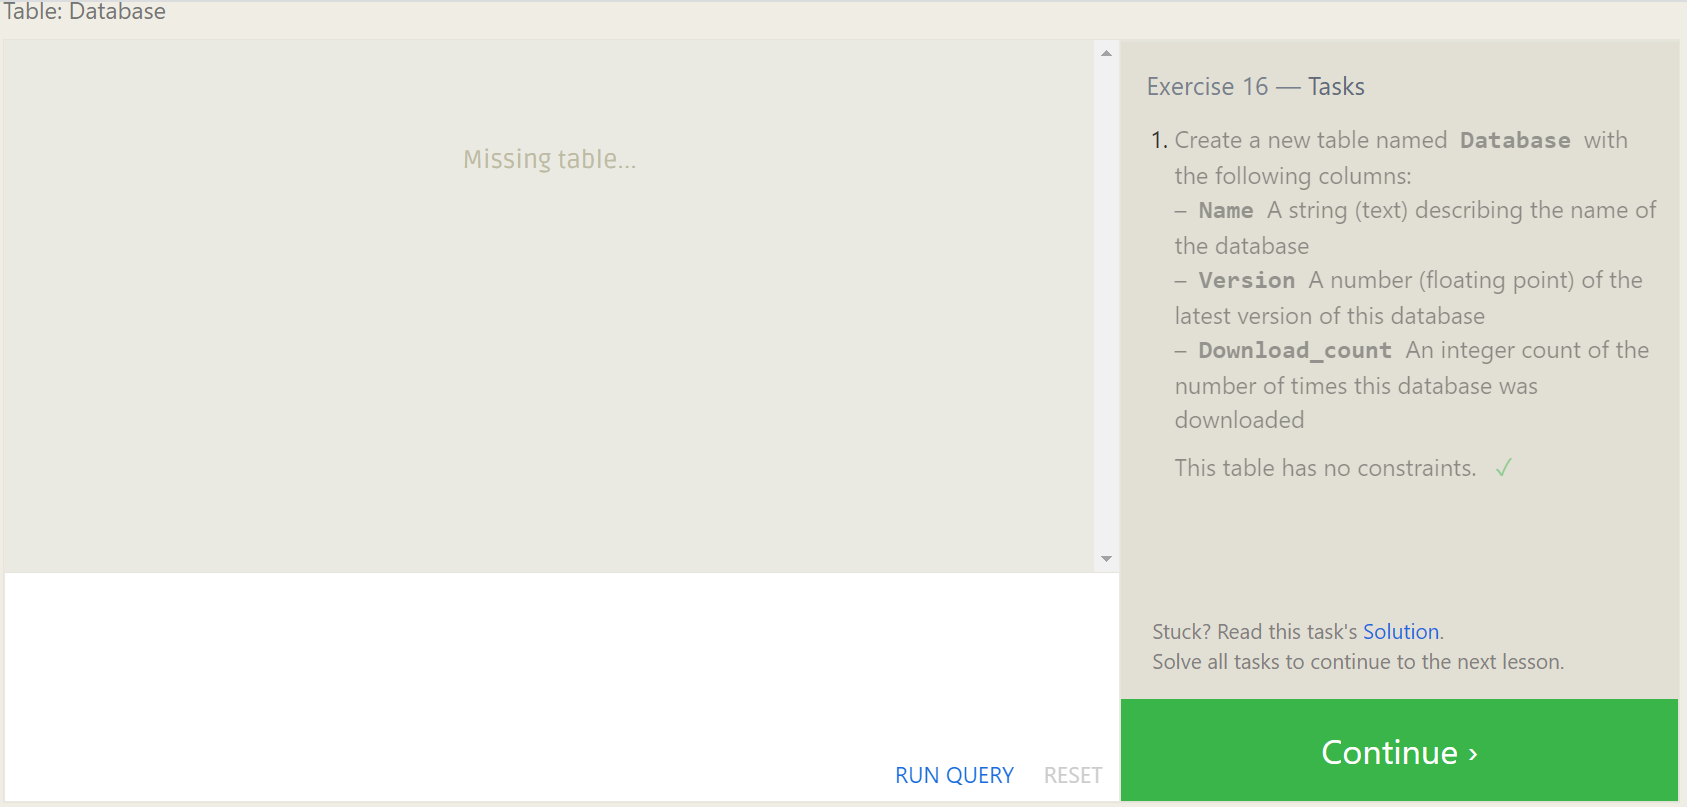 Table: Database
Missing table...
RUN QUERY RESET
Exercise 16 — Tasks
1. Create a new table named Database with
the following columns:
– Name A string (text) describing the name of
the database
– Version A number (floating point) of the
latest version of this database
– Download_count An integer count of the
number of times this database was
downloaded
This table has no constraints. ✓
Stuck? Read this task's Solution.
Solve all tasks to continue to the next lesson.
Continue ›